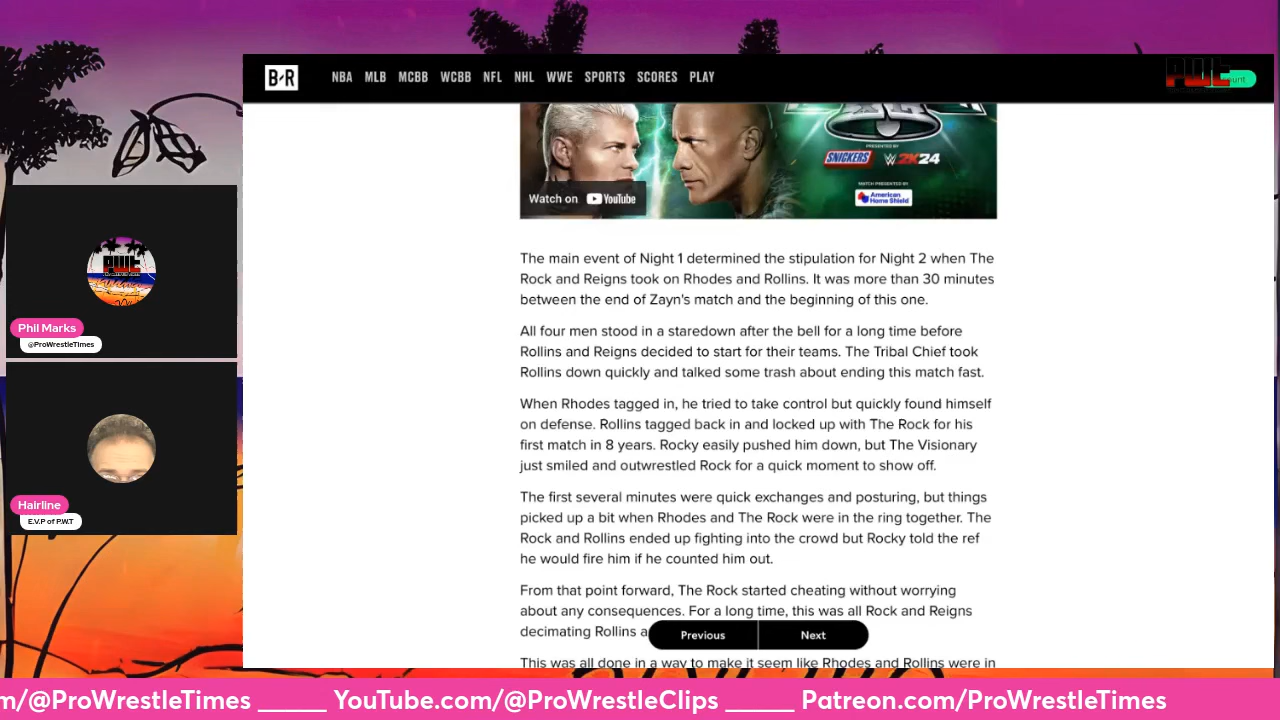 B/R
NBA MLB MCBB WCBB NFL NHL WWE SPORTS SCORES PLAY
PWT
XL
PRESENTED BY
SNICKERS W2K24
MATCH PRESENTED BY
American
Home Shield
Watch on YouTube
The main event of Night 1 determined the stipulation for Night 2 when The
Rock and Reigns took on Rhodes and Rollins. It was more than 30 minutes
between the end of Zayn's match and the beginning of this one.
All four men stood in a staredown after the bell for a long time before
Rollins and Reigns decided to start for their teams. The Tribal Chief took
Rollins down quickly and talked some trash about ending this match fast.
When Rhodes tagged in, he tried to take control but quickly found himself
on defense. Rollins tagged back in and locked up with The Rock for his
first match in 8 years. Rocky easily pushed him down, but The Visionary
just smiled and outwrestled Rock for a quick moment to show off.
The first several minutes were quick exchanges and posturing, but things
picked up a bit when Rhodes and The Rock were in the ring together. The
Rock and Rollins ended up fighting into the crowd but Rocky told the ref
he would fire him if he counted him out.
From that point forward, The Rock started cheating without worrying
about any consequences. For a long time, this was all Rock and Reigns
decimating Rollins a
Previous Next
This was all done in a way to make it seem like Rhodes and Rollins were in
PWT
Phil Marks
@ProWrestleTimes
Hairline
E.V.P of P.W.T
m/@ProWrestleTimes ______ YouTube.com/@ProWrestleClips ______ Patreon.com/ProWrestleTimes